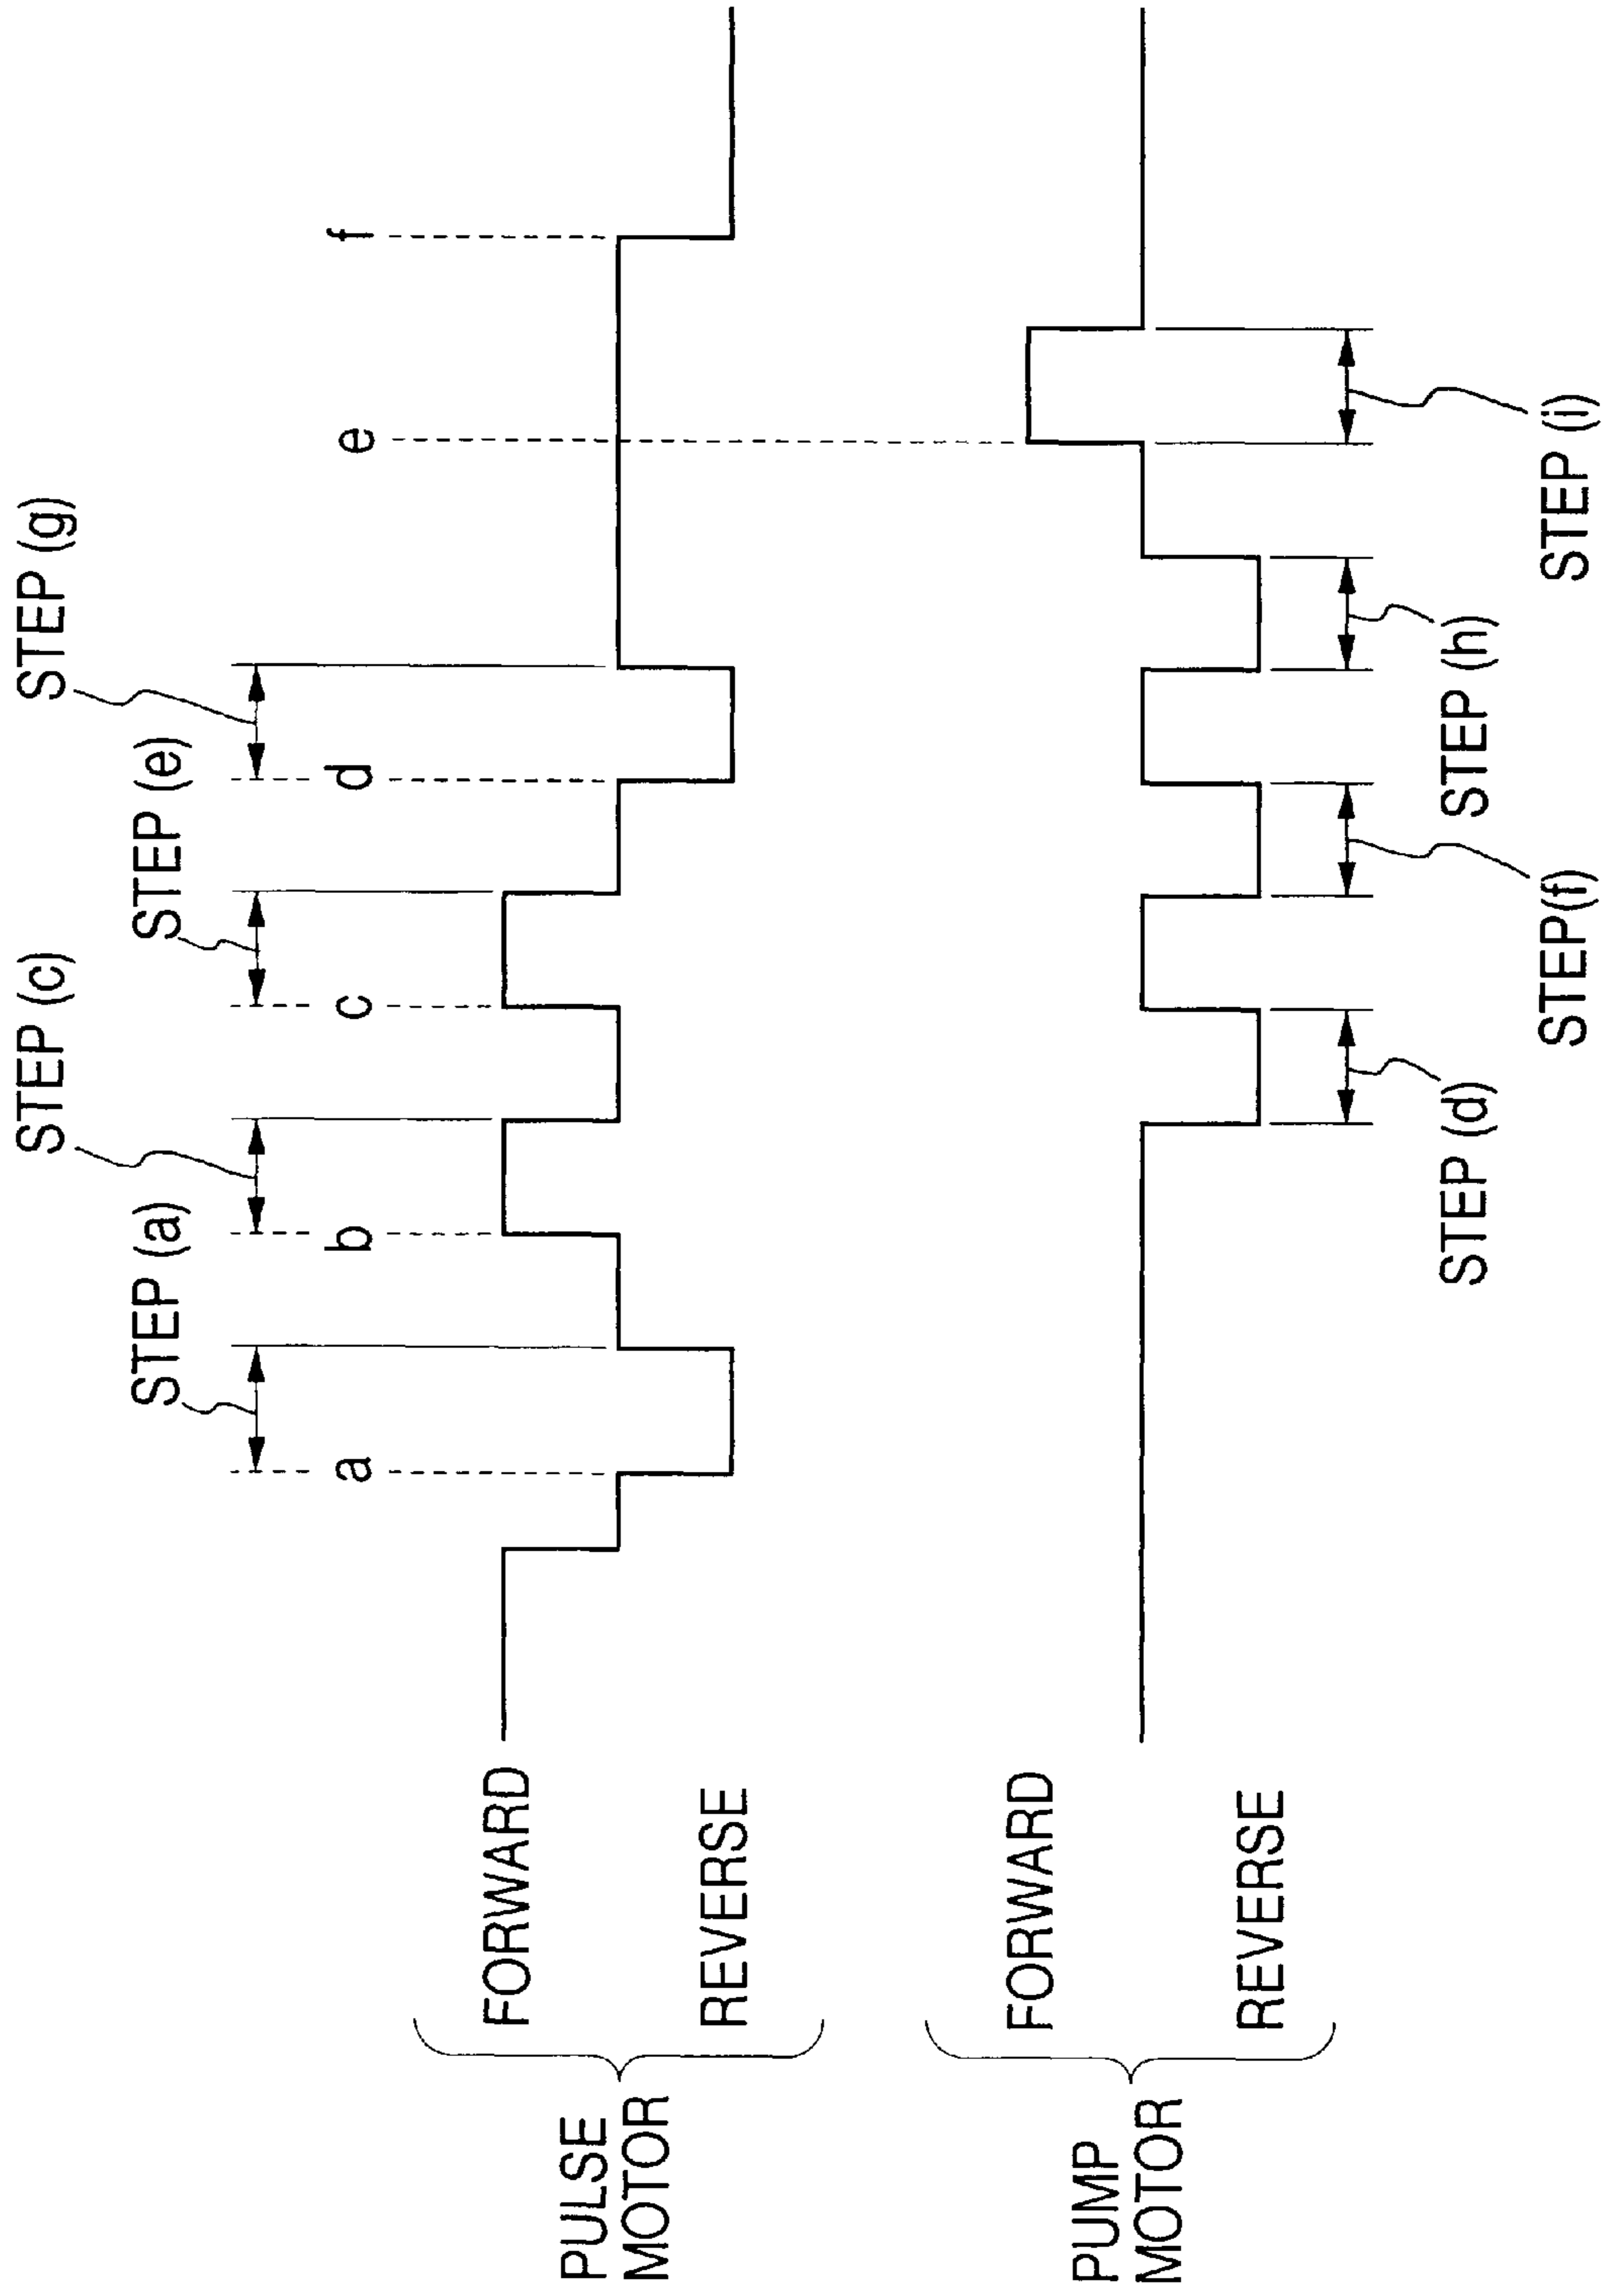 STEP (a)
STEP (c)
STEP (e)
STEP (g)
a
b
c
d
e
f
PULSE
MOTOR
FORWARD
REVERSE
PUMP
MOTOR
FORWARD
REVERSE
STEP (d)
STEP(f)
STEP (h)
STEP (i)